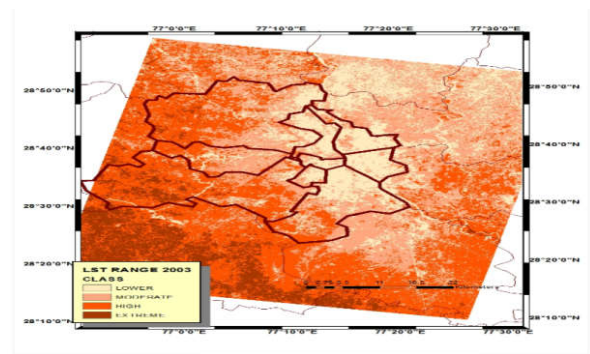 77°0'0"E 77°10'0"E 77°20'0"E 77°30'0"E
28°50'0"N 28°50'0"N
28°40'0"N 28°40'0"N
28°30'0"N 28°30'0"N
28°20'0"N 28°20'0"N
28°10'0"N 28°10'0"N
LST RANGE 2003
CLASS
LOWER
MODERATE
HIGH
EXTREME
Kilometers
77°0'0"E 77°10'0"E 77°20'0"E 77°30'0"E